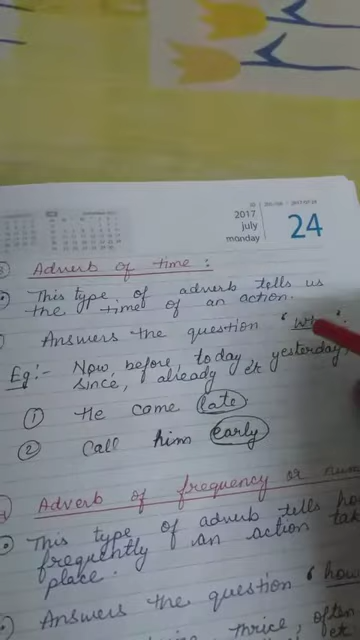 2017
july
monday
24
Adverb of time :
This type of adverb tells us
the time of an action.
Answers the question
Eg:- Now, before, today, yesterday,
since, already etc
① He came late
② Call him early
Adverb of frequency or
This type of adverb tells
frequently an action
place.
Answers the question
thrice, often